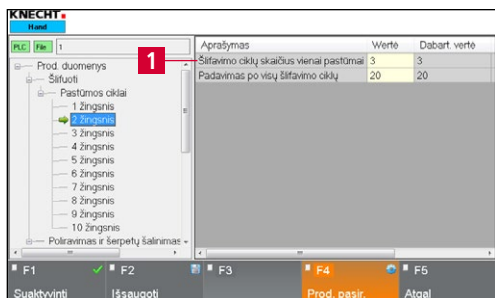 KNECHT
Hand
PLC File 1
Aprašymas Wertė Dabart. vertė
Šlifavimo ciklų skaičius vienai pastūmai 3 3
Padavimas po visų šlifavimo ciklų 20 20
1
Prod. duomenys
Šlifuoti
Pastūmos ciklai
1 žingsnis
2 žingsnis
3 žingsnis
4 žingsnis
5 žingsnis
6 žingsnis
7 žingsnis
8 žingsnis
9 žingsnis
10 žingsnis
Poliravimas ir šerpetų šalinimas
F1 F2 F3 F4 F5
Suaktyvinti Išsaugoti Prod. pasir. Atgal